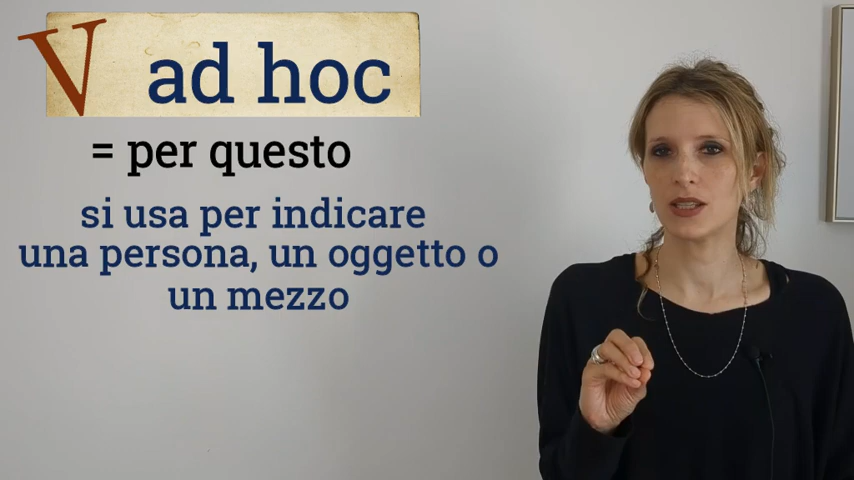 V ad hoc
= per questo
si usa per indicare
una persona, un oggetto o
un mezzo